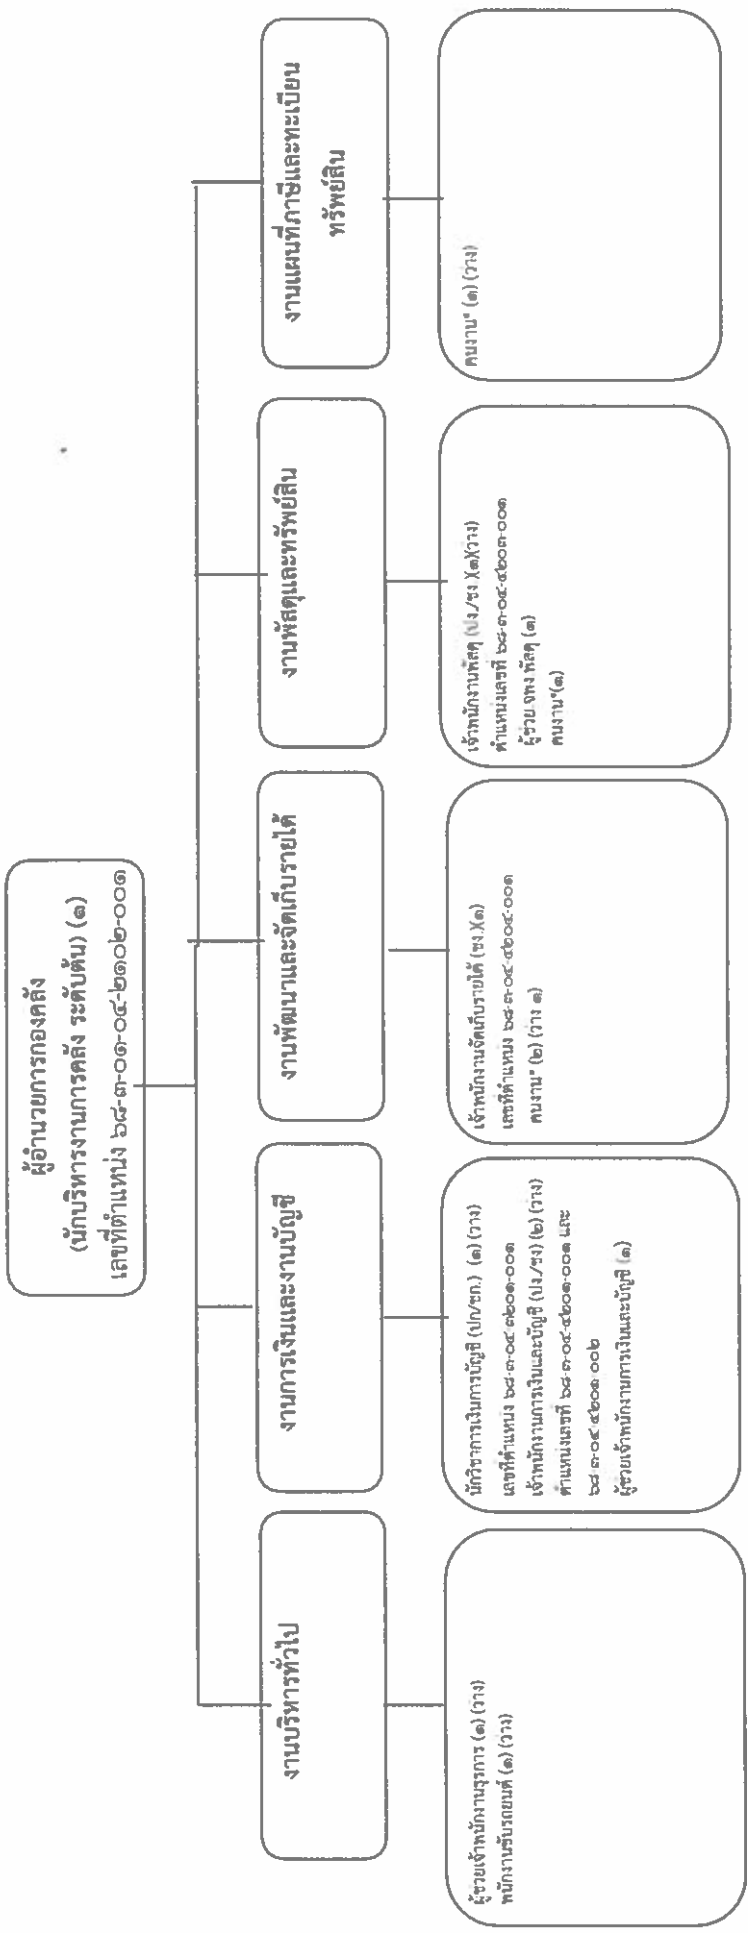 ผู้อำนวยการกองคลัง
(นักบริหารงานการคลัง ระดับต้น) (๑)
เลขที่ตำแหน่ง ๖๘-๓-๐๑-๐๔-๒๑๐๒-๐๐๑
งานบริหารทั่วไป
ผู้ช่วยเจ้าพนักงานธุรการ (๑) (ว่าง)
พนักงานขับรถยนต์ (๑) (ว่าง)
งานการเงินและงานบัญชี
นักวิชาการเงินการบัญชี (ปก/ชก.) (๑) (ว่าง)
เลขที่ตำแหน่ง ๖๘-๓-๐๔-๓๒๐๑-๐๐๑
เจ้าพนักงานการเงินและบัญชี (ปง./ชง) (๒) (ว่าง)
ตำแหน่งเลขที่ ๖๘-๓-๐๔-๔๒๐๑-๐๐๑ และ
๖๘-๓-๐๔-๔๒๐๑-๐๐๒
ผู้ช่วยเจ้าพนักงานการเงินและบัญชี (๑)
งานพัฒนาและจัดเก็บรายได้
เจ้าพนักงานจัดเก็บรายได้ (ชง.)(๑)
เลขที่ตำแหน่ง ๖๘-๓-๐๔-๔๒๐๔-๐๐๑
คนงาน* (๒) (ว่าง ๑)
งานพัสดุและทรัพย์สิน
เจ้าพนักงานพัสดุ (ปง./ชง.)(๑)(ว่าง)
ตำแหน่งเลขที่ ๖๘-๓-๐๔-๔๒๐๓-๐๐๑
ผู้ช่วย.จพง.พัสดุ (๑)
คนงาน*(๑)
งานแผนที่ภาษีและทะเบียน
ทรัพย์สิน
คนงาน* (๑) (ว่าง)